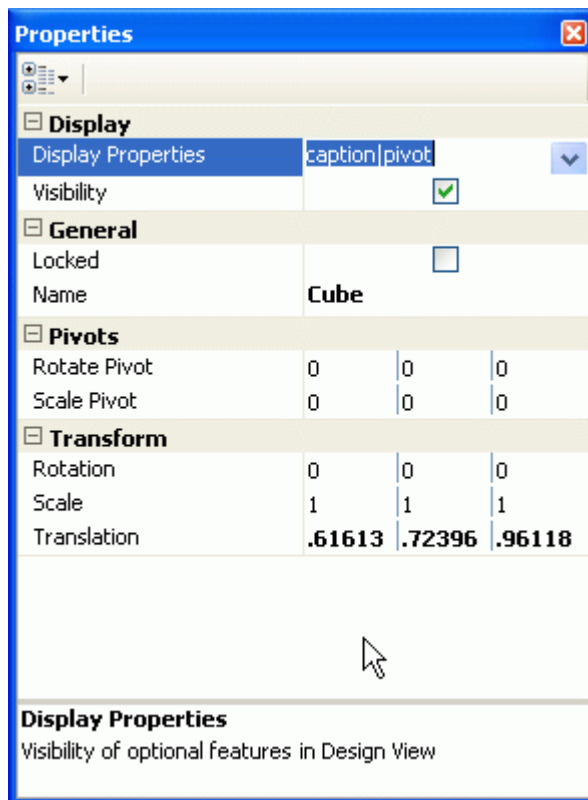 Properties
Display
Display Properties caption|pivot
Visibility
General
Locked
Name Cube
Pivots
Rotate Pivot 0 0 0
Scale Pivot 0 0 0
Transform
Rotation 0 0 0
Scale 1 1 1
Translation .61613 .72396 .96118
Display Properties
Visibility of optional features in Design View